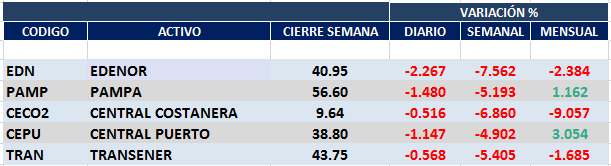 VARIACIÓN %
CODIGO ACTIVO CIERRE SEMANA DIARIO SEMANAL MENSUAL
EDN EDENOR 40.95 -2.267 -7.562 -2.384
PAMP PAMPA 56.60 -1.480 -5.193 1.162
CECO2 CENTRAL COSTANERA 9.64 -0.516 -6.860 -9.057
CEPU CENTRAL PUERTO 38.80 -1.147 -4.902 3.054
TRAN TRANSENER 43.75 -0.568 -5.405 -1.685